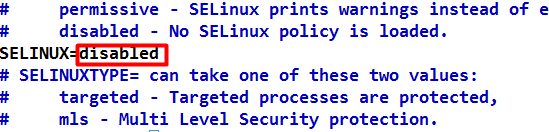 #     permissive - SELinux prints warnings instead of e
#     disabled - No SELinux policy is loaded.
SELINUX=disabled
# SELINUXTYPE= can take one of these two values:
#     targeted - Targeted processes are protected,
#     mls - Multi Level Security protection.